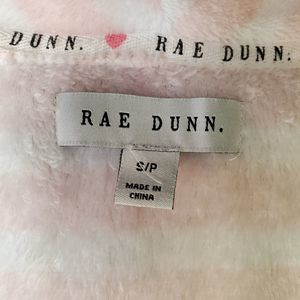 DUNN. RAE DUNN.
RAE DUNN.
S/P
MADE IN
CHINA